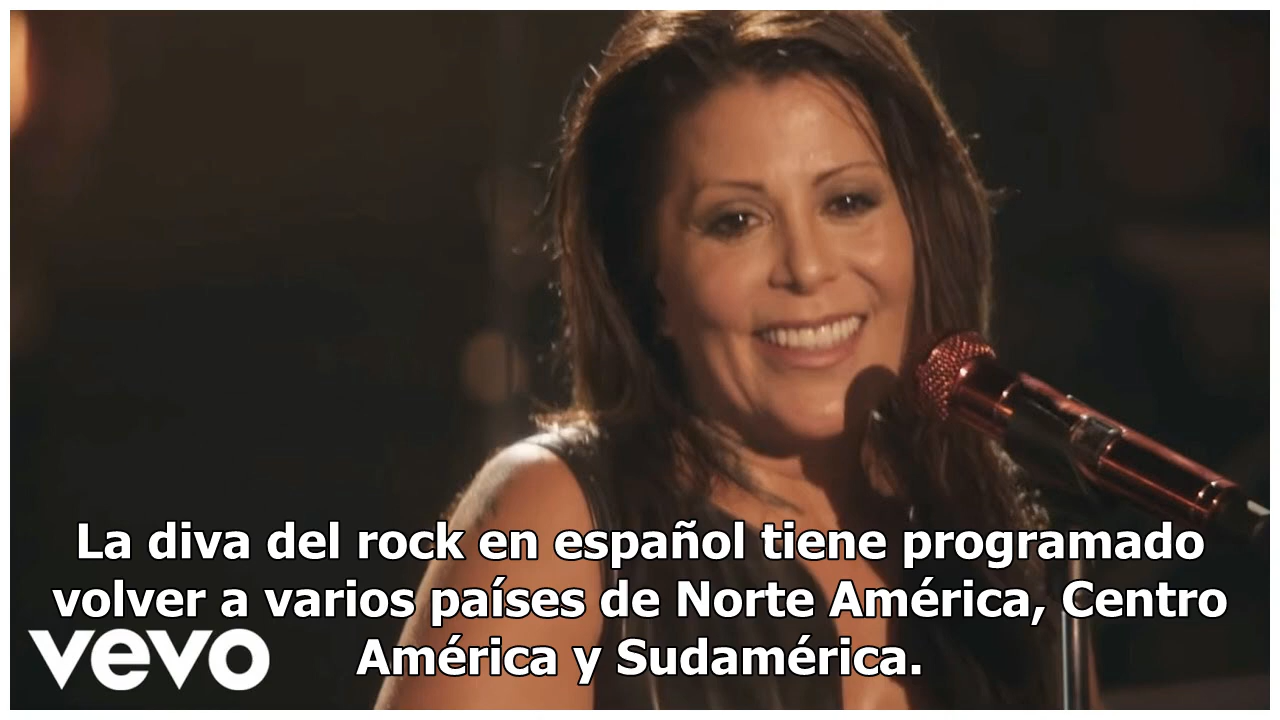 La diva del rock en español tiene programado
volver a varios países de Norte América, Centro
América y Sudamérica.
vevo